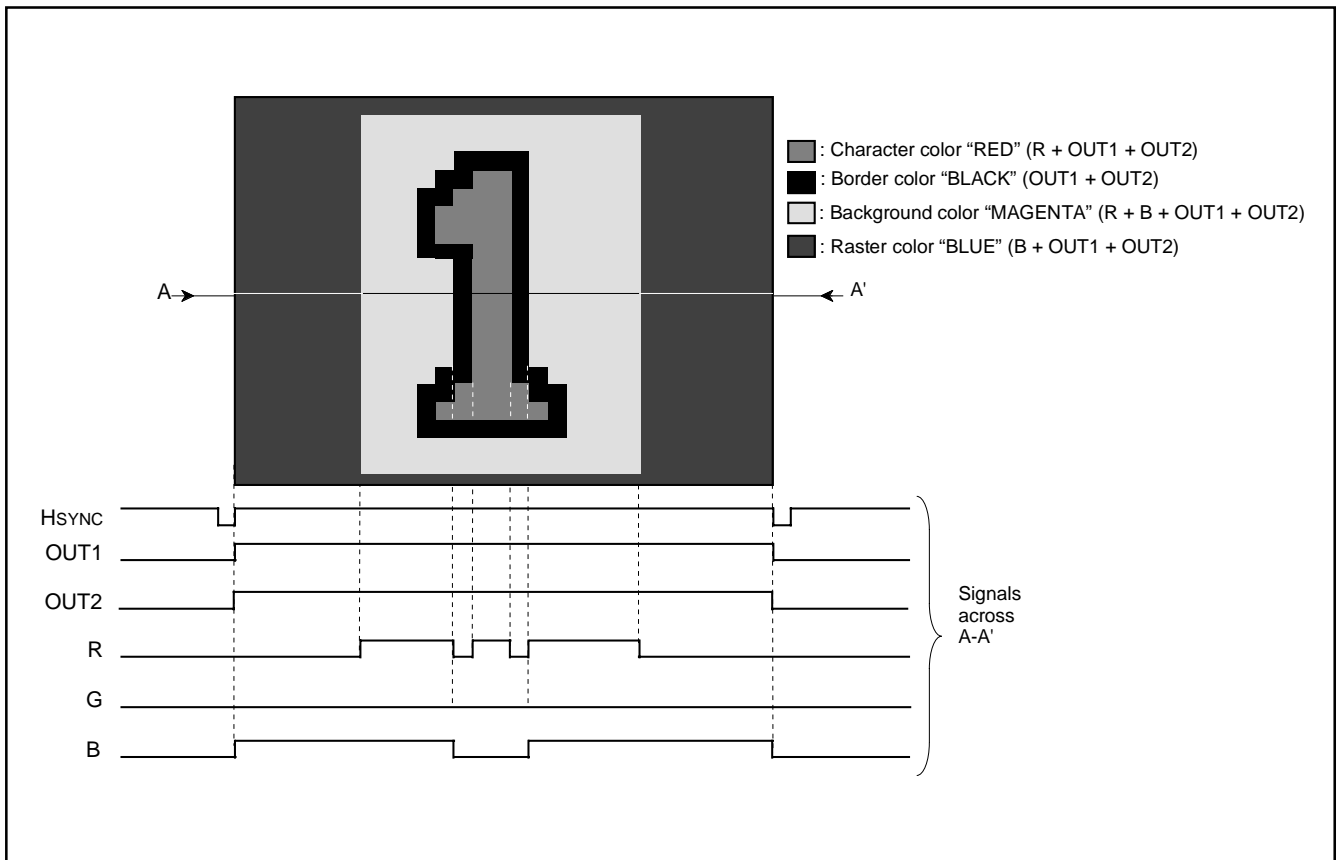 : Character color “RED” (R + OUT1 + OUT2)
: Border color “BLACK” (OUT1 + OUT2)
: Background color “MAGENTA” (R + B + OUT1 + OUT2)
: Raster color “BLUE” (B + OUT1 + OUT2)
A
A'
HSYNC
OUT1
OUT2
R
G
B
Signals
across
A-A'